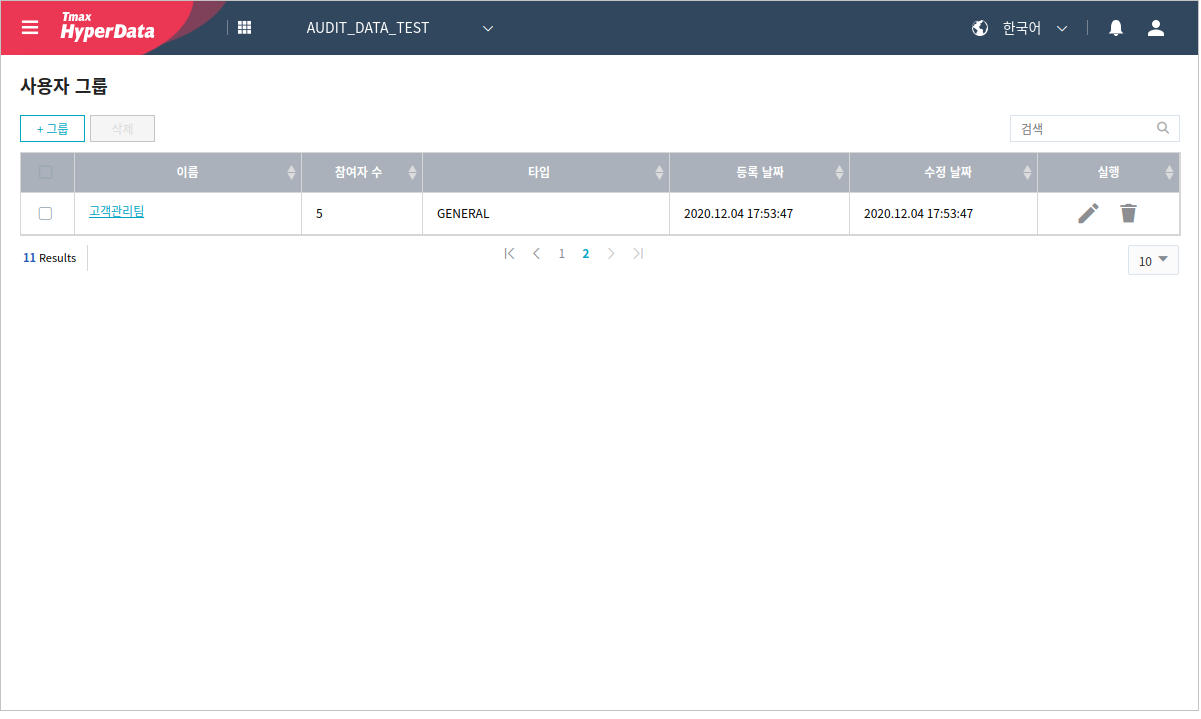 Tmax
HyperData
AUDIT_DATA_TEST
한국어
사용자 그룹
+ 그룹
삭제
검색
이름
참여자 수
타입
등록 날짜
수정 날짜
실행
고객관리팀
5
GENERAL
2020.12.04 17:53:47
2020.12.04 17:53:47
11 Results
1
2
10